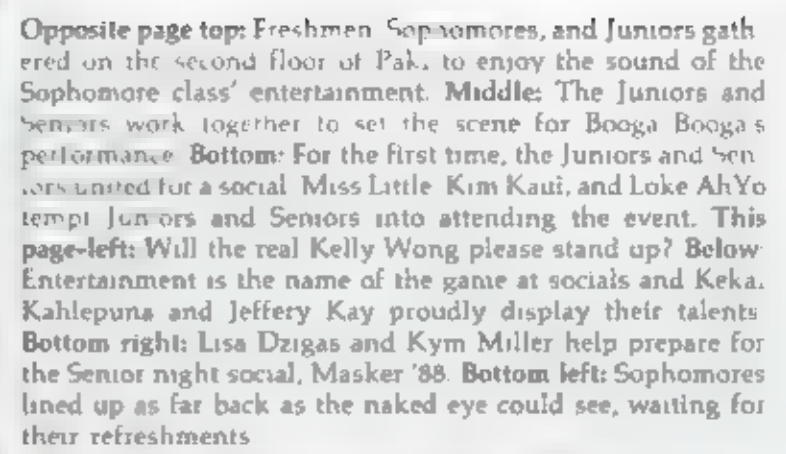 Opposite page top: Freshmen Sophomores, and Juniors gath
ered on the second floor of Pak. to enjoy the sound of the
Sophomore class' entertainment. Middle: The Juniors and
Seniors work together to set the scene for Booga Booga s
performance Bottom: For the first time, the Juniors and Sen
iors united for a social Miss Little Kim Kaui, and Loke AhYo
tempt Juniors and Seniors into attending the event. This
page-left: Will the real Kelly Wong please stand up? Below
Entertainment is the name of the game at socials and Keka.
Kahlepuna and Jeffery Kay proudly display their talents
Bottom right: Lisa Dzigas and Kym Miller help prepare for
the Senior night social, Masker '88. Bottom left: Sophomores
lined up as far back as the naked eye could see, waiting for
their refreshments